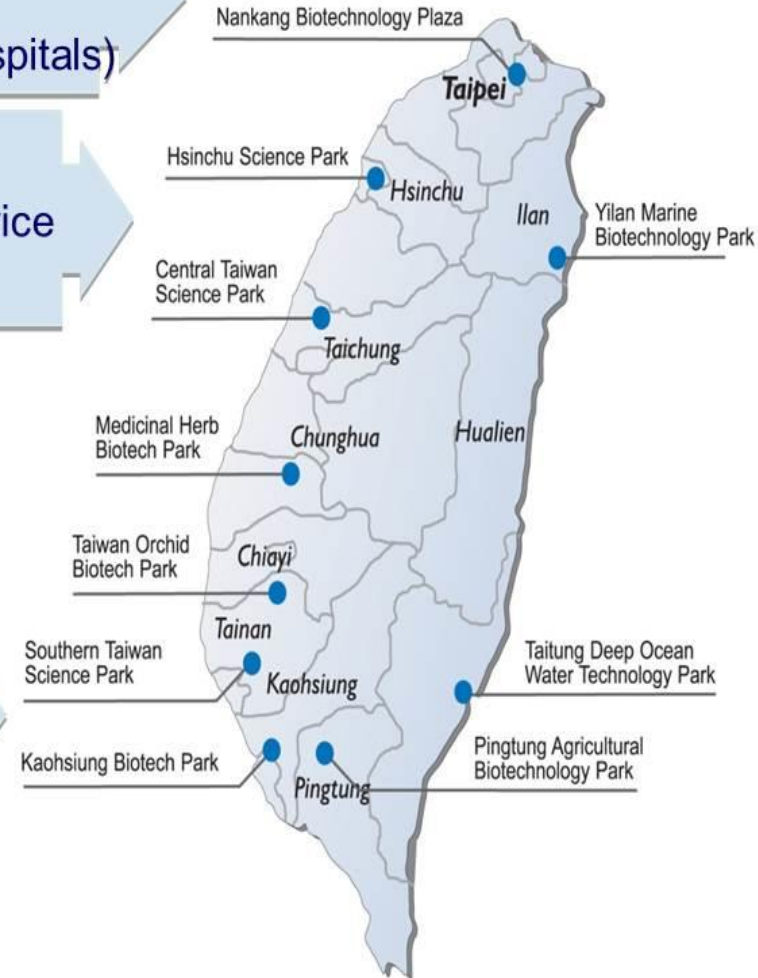 spitals)
Nankang Biotechnology Plaza
Taipei
Hsinchu Science Park
Hsinchu
Ilan
Yilan Marine
Biotechnology Park
Central Taiwan
Science Park
Taichung
Medicinal Herb
Biotech Park
Chunghua
Hualien
Taiwan Orchid
Biotech Park
Chiayi
Tainan
Southern Taiwan
Science Park
Kaohsiung
Taitung Deep Ocean
Water Technology Park
Kaohsiung Biotech Park
Pingtung
Pingtung Agricultural
Biotechnology Park